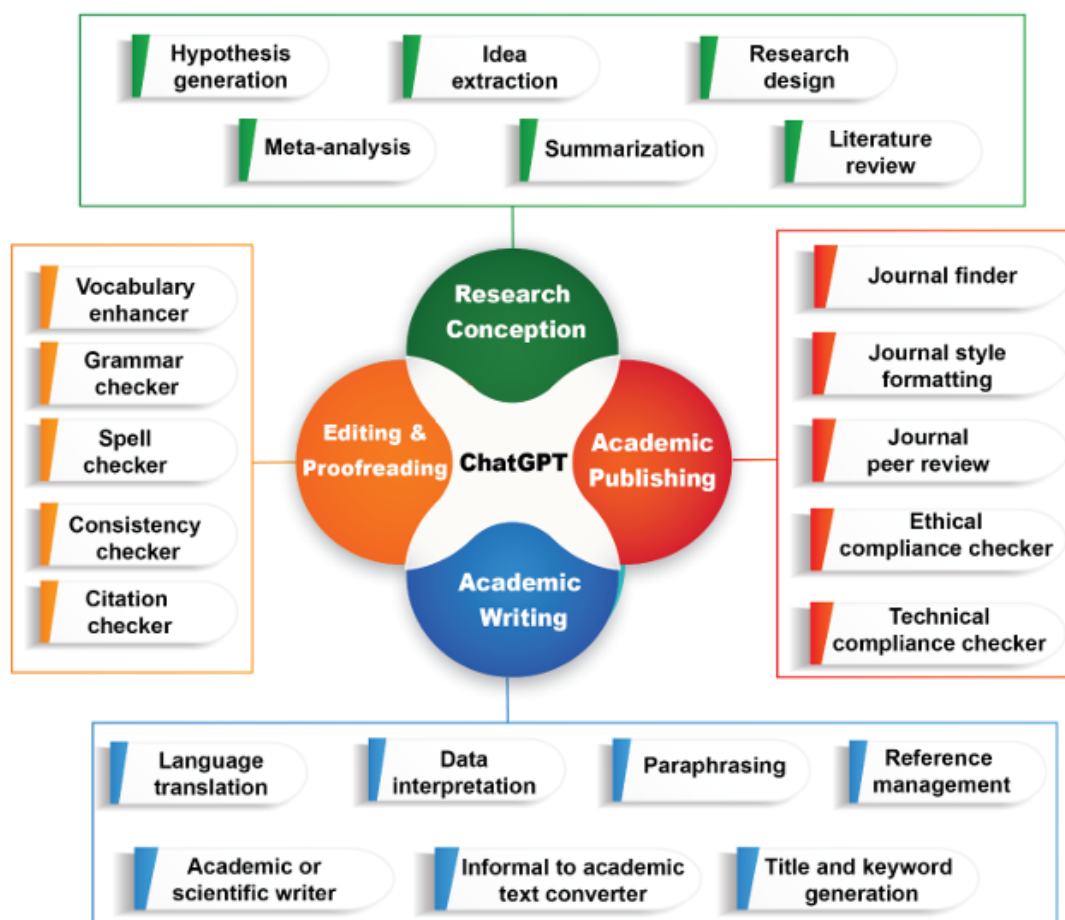 Hypothesis
generation
Idea
extraction
Research
design
Meta-analysis
Summarization
Literature
review
Vocabulary
enhancer
Grammar
checker
Spell
checker
Consistency
checker
Citation
checker
Research
Conception
Editing &
Proofreading
ChatGPT
Academic
Publishing
Academic
Writing
Journal finder
Journal style
formatting
Journal
peer review
Ethical
compliance checker
Technical
compliance checker
Language
translation
Data
interpretation
Paraphrasing
Reference
management
Academic or
scientific writer
Informal to academic
text converter
Title and keyword
generation